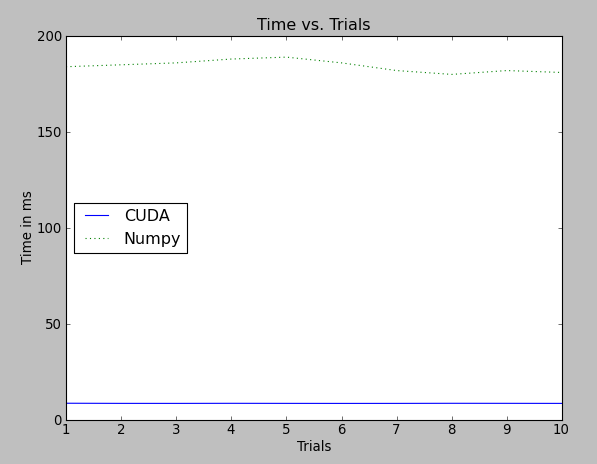 Time vs. Trials
200
150
100
50
0
Time in ms
CUDA
Numpy
1 2 3 4 5 6 7 8 9 10
Trials